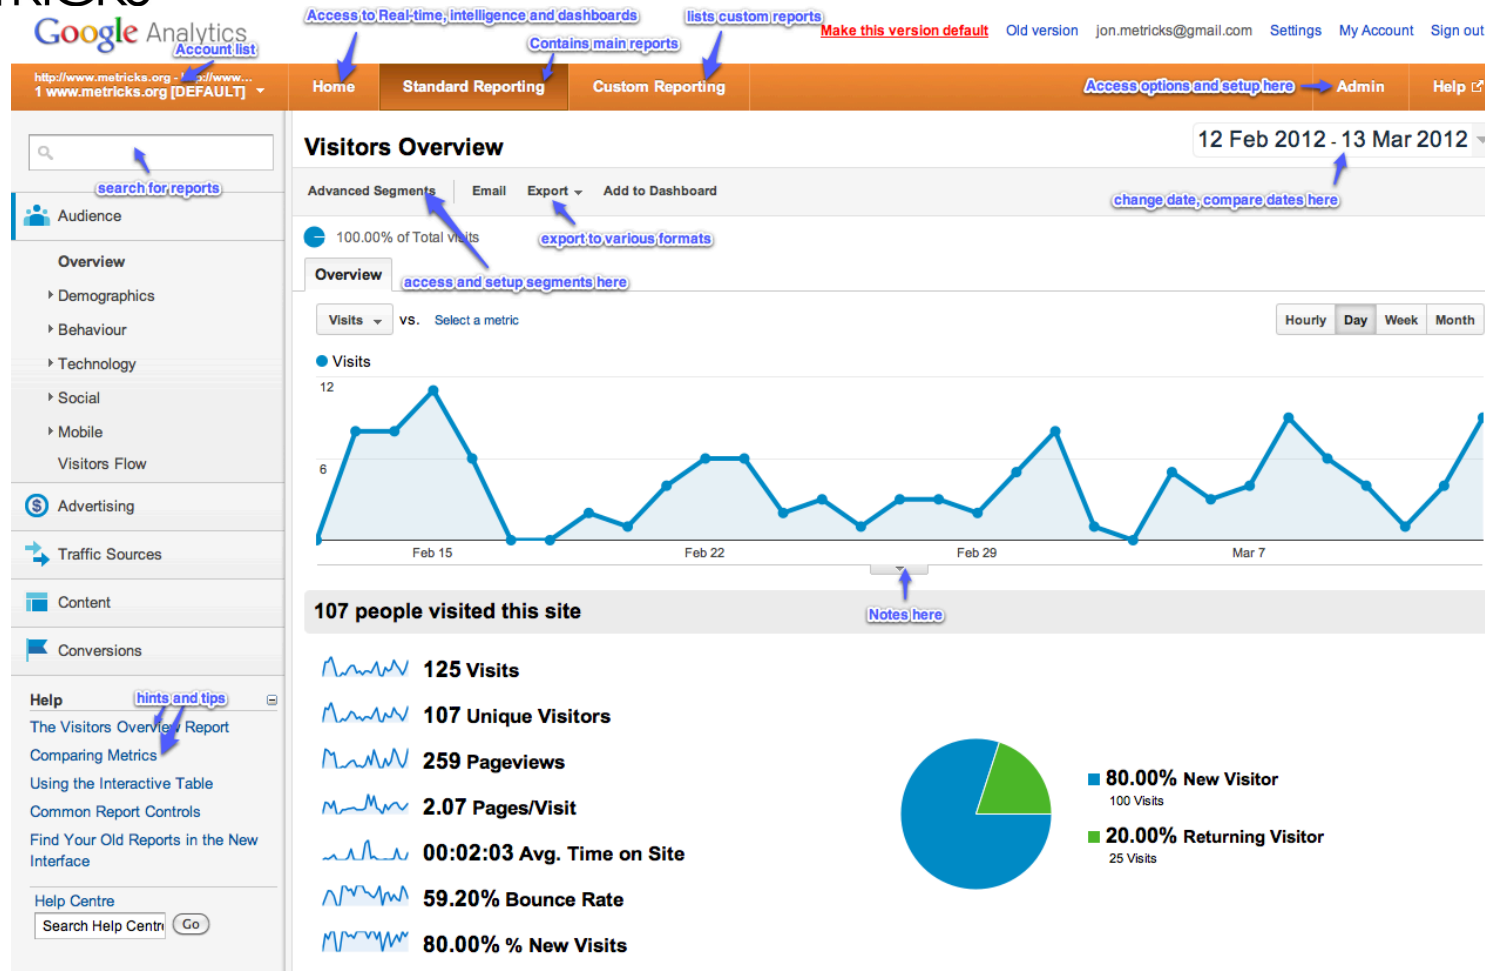 Google Analytics
Account list
Access to Real-time, intelligence and dashboards
Contains main reports
lists custom reports
Make this version default
Old version
jon.metricks@gmail.com
Settings
My Account
Sign out
http://www.metricks.org - http://www...
1 www.metricks.org [DEFAULT]
Home
Standard Reporting
Custom Reporting
Access options and setup here
Admin
Help
search for reports
Audience
Overview
Demographics
Behaviour
Technology
Social
Mobile
Visitors Flow
Advertising
Traffic Sources
Content
Conversions
Help
hints and tips
The Visitors Overview Report
Comparing Metrics
Using the Interactive Table
Common Report Controls
Find Your Old Reports in the New
Interface
Help Centre
Search Help Centr
Go
Visitors Overview
12 Feb 2012 - 13 Mar 2012
change date, compare dates here
Advanced Segments
Email
Export
Add to Dashboard
100.00% of Total visits
export to various formats
access and setup segments here
Overview
Visits
VS.
Select a metric
Hourly
Day
Week
Month
Visits
12
6
Feb 15
Feb 22
Feb 29
Mar 7
Notes here
107 people visited this site
125 Visits
107 Unique Visitors
259 Pageviews
2.07 Pages/Visit
00:02:03 Avg. Time on Site
59.20% Bounce Rate
80.00% % New Visits
80.00% New Visitor
100 Visits
20.00% Returning Visitor
25 Visits